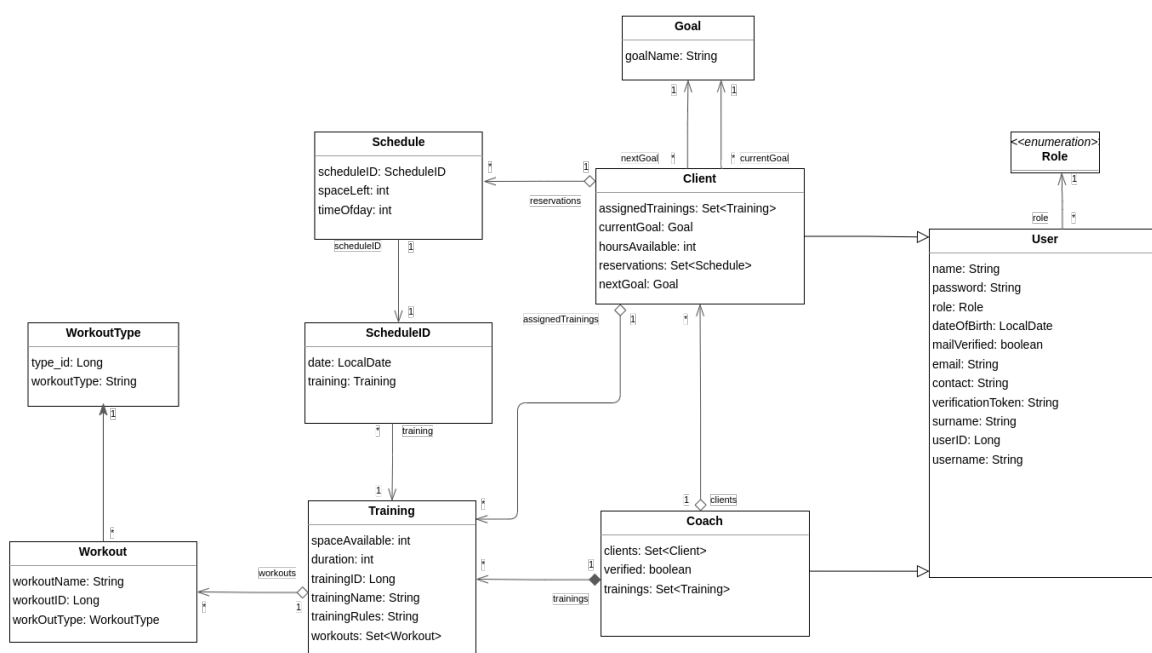 Goal
goalName: String
1
1
nextGoal
*
*
currentGoal
Schedule
scheduleID: ScheduleID
spaceLeft: int
timeOfday: int
*
1
reservations
Client
assignedTrainings: Set<Training>
currentGoal: Goal
hoursAvailable: int
reservations: Set<Schedule>
nextGoal: Goal
<<enumeration>>
Role
1
role
*
User
name: String
password: String
role: Role
dateOfBirth: LocalDate
mailVerified: boolean
email: String
contact: String
verificationToken: String
surname: String
userID: Long
username: String
scheduleID
1
1
assignedTrainings
1
*
WorkoutType
type_id: Long
workoutType: String
1
*
ScheduleID
date: LocalDate
training: Training
*
training
1
*
Training
spaceAvailable: int
duration: int
trainingID: Long
trainingName: String
trainingRules: String
workouts: Set<Workout>
1
clients
Coach
clients: Set<Client>
verified: boolean
trainings: Set<Training>
*
1
trainings
Workout
workoutName: String
workoutID: Long
workOutType: WorkoutType
workouts
*
1